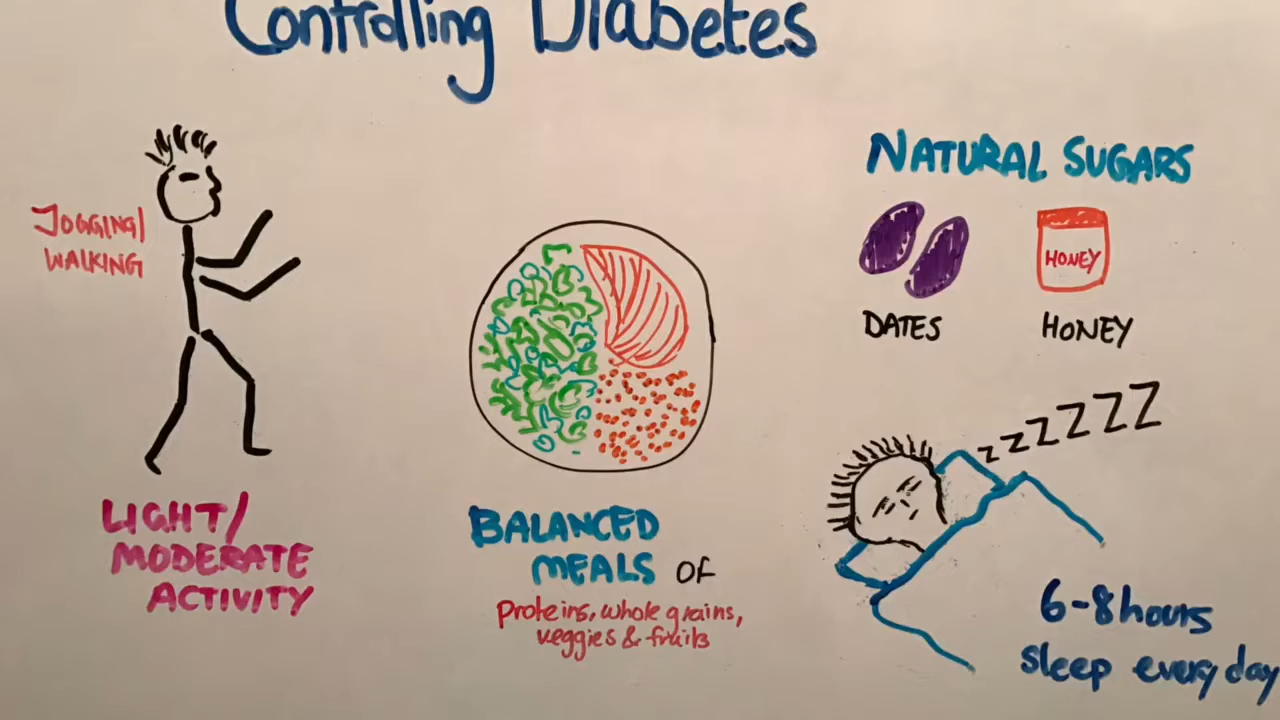 Controlling Diabetes
JOGGING/
WALKING
LIGHT/
MODERATE
ACTIVITY
BALANCED
MEALS OF
Proteins, whole grains,
veggies & fruits
NATURAL SUGARS
HONEY
DATES
HONEY
zzZZZZZ
6-8 hours
sleep every day